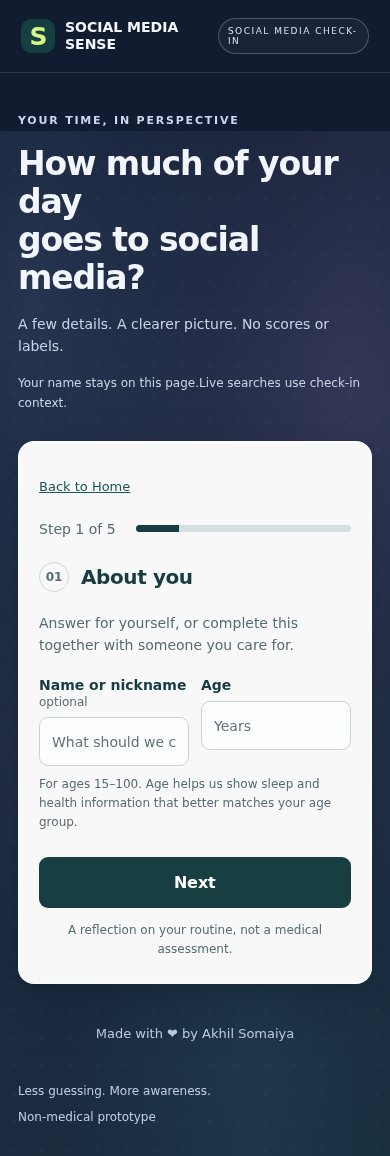 S
SOCIAL MEDIA
SENSE
SOCIAL MEDIA CHECK-
IN
YOUR TIME, IN PERSPECTIVE
How much of your
day
goes to social
media?
A few details. A clearer picture. No scores or
labels.
Your name stays on this page.Live searches use check-in
context.
Back to Home
Step 1 of 5
01
About you
Answer for yourself, or complete this
together with someone you care for.
Name or nickname
optional
What should we c
Age
Years
For ages 15–100. Age helps us show sleep and
health information that better matches your age
group.
Next
A reflection on your routine, not a medical
assessment.
Made with ❤ by Akhil Somaiya
Less guessing. More awareness.
Non-medical prototype